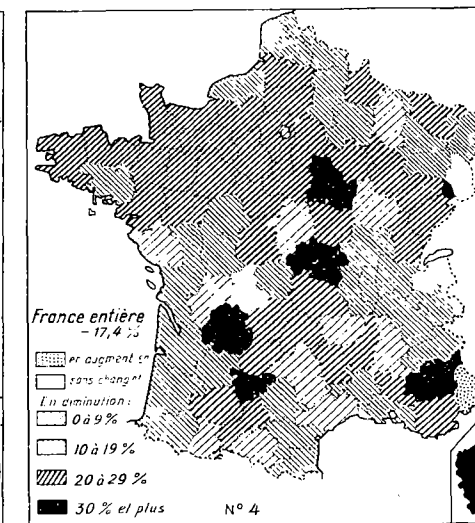 France entière
- 17,4 %
en augment on
sans changt
En diminution :
0 à 9 %
10 à 19 %
20 à 29 %
30 % et plus
N° 4